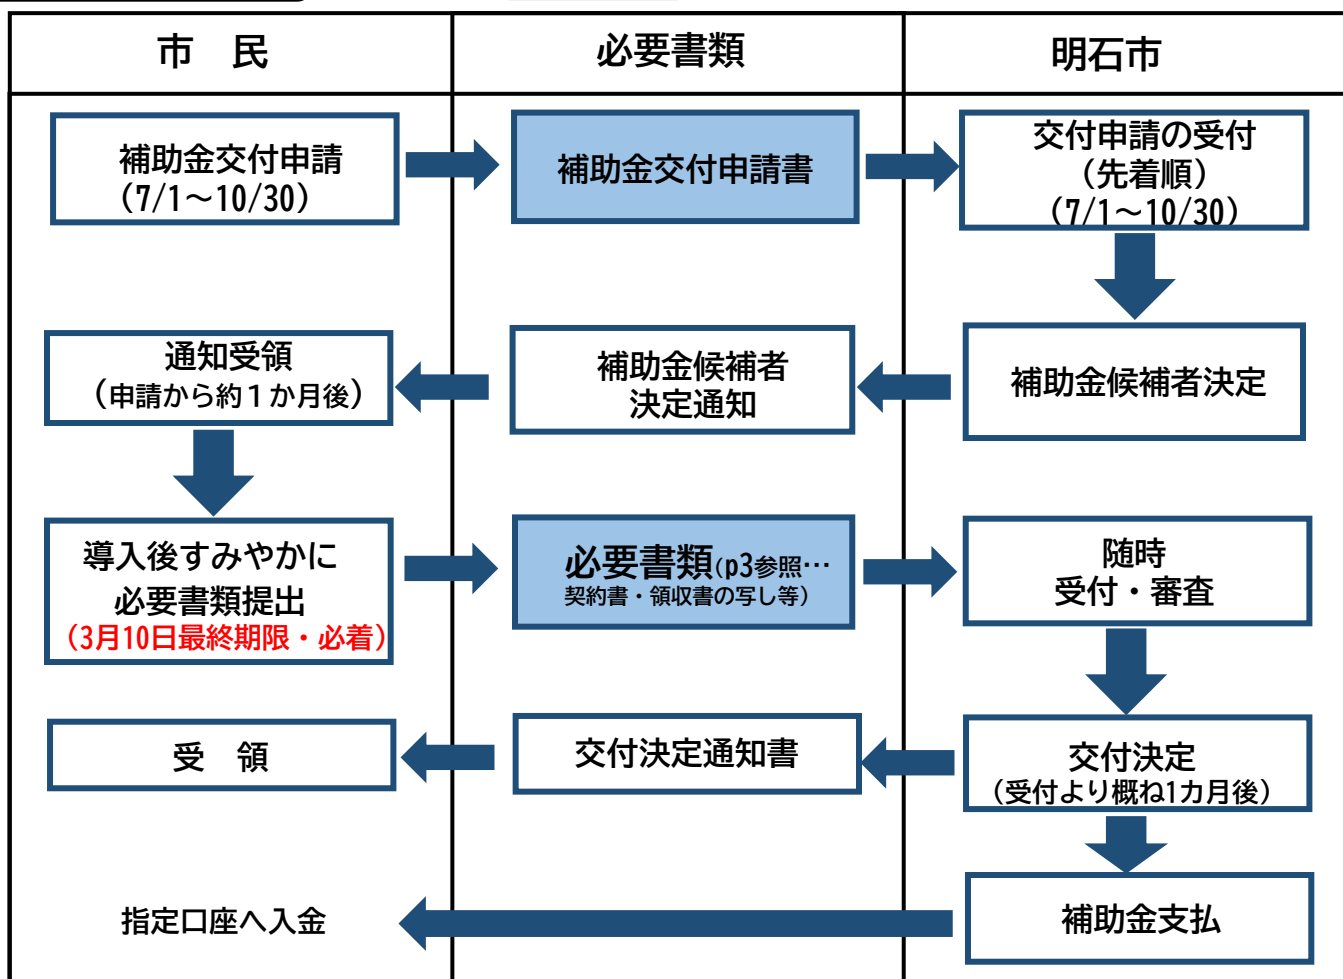 市　民
必要書類
明石市
補助金交付申請
(7/1～10/30)
補助金交付申請書
交付申請の受付
(先着順)
(7/1～10/30)
通知受領
(申請から約１か月後)
補助金候補者
決定通知
補助金候補者決定
導入後すみやかに
必要書類提出
(3月10日最終期限・必着)
必要書類(p3参照…
契約書・領収書の写し等)
随時
受付・審査
受　領
交付決定通知書
交付決定
(受付より概ね1カ月後)
指定口座へ入金
補助金支払